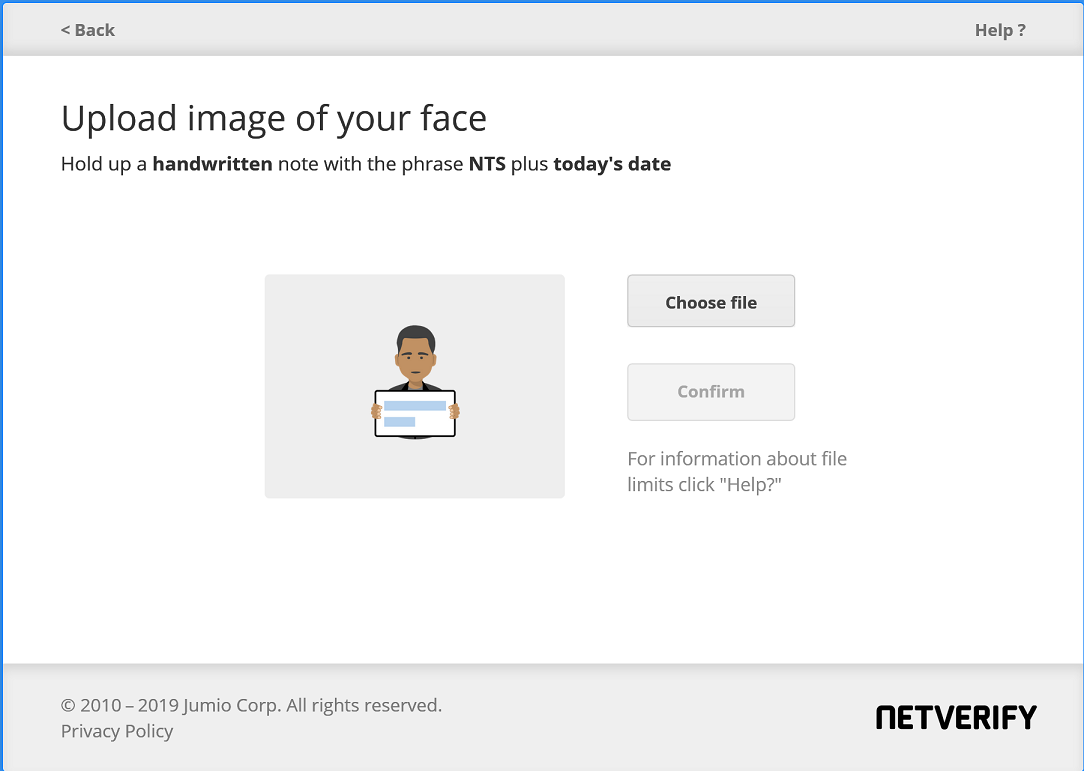 < Back
Help ?
Upload image of your face
Hold up a handwritten note with the phrase NTS plus today's date
Choose file
Confirm
For information about file
limits click "Help?"
© 2010 – 2019 Jumio Corp. All rights reserved.
Privacy Policy
NETVERIFY